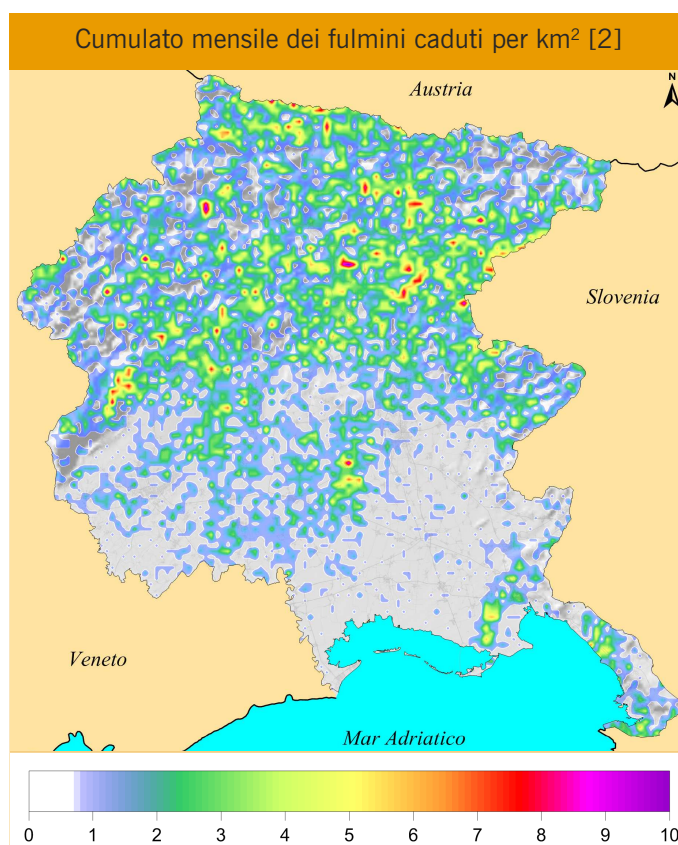 Cumulato mensile dei fulmini caduti per km² [2]
Austria
N
Slovenia
Veneto
Mar Adriatico
0 1 2 3 4 5 6 7 8 9 10